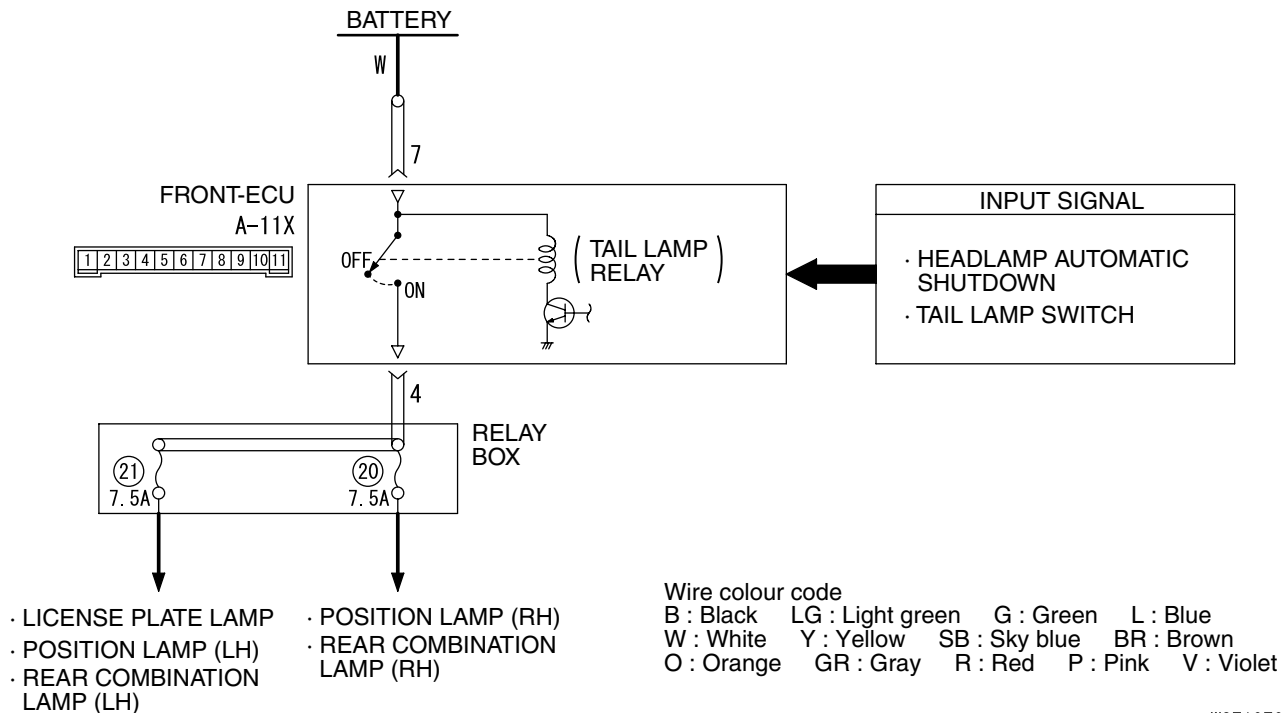 BATTERY
W
7
FRONT-ECU
A-11X
1 2 3 4 5 6 7 8 9 10 11
OFF
ON
( TAIL LAMP
RELAY )
INPUT SIGNAL
· HEADLAMP AUTOMATIC
SHUTDOWN
· TAIL LAMP SWITCH
4
RELAY
BOX
21
7.5A
20
7.5A
· LICENSE PLATE LAMP
· POSITION LAMP (LH)
· REAR COMBINATION
LAMP (LH)
· POSITION LAMP (RH)
· REAR COMBINATION
LAMP (RH)
Wire colour code
B : Black LG : Light green G : Green L : Blue
W : White Y : Yellow SB : Sky blue BR : Brown
O : Orange GR : Gray R : Red P : Pink V : Violet